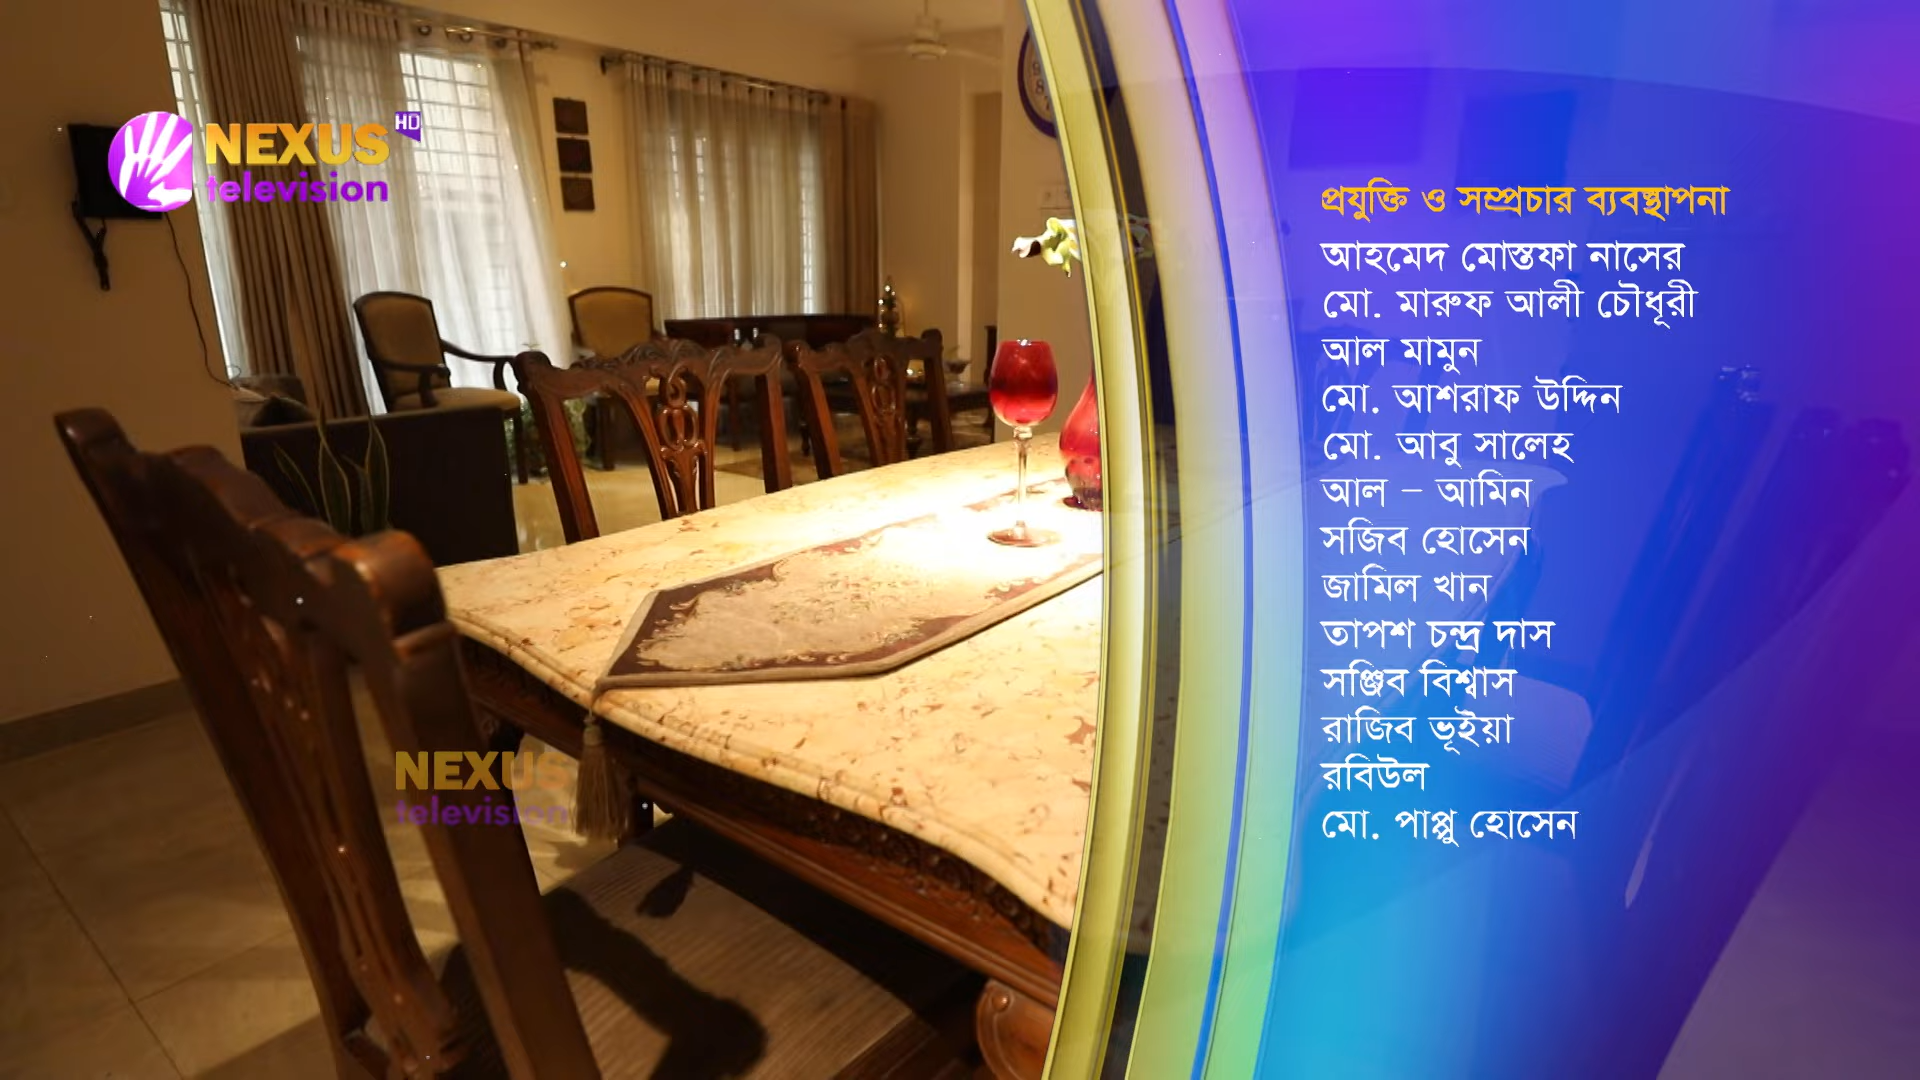 NEXUS HD
television
প্রযুক্তি ও সম্প্রচার ব্যবস্থাপনা
আহমেদ মোস্তফা নাসের
মো. মারুফ আলী চৌধূরী
আল মামুন
মো. আশরাফ উদ্দিন
মো. আবু সালেহ
আল – আমিন
সজিব হোসেন
জামিল খান
তাপশ চন্দ্র দাস
সঞ্জিব বিশ্বাস
রাজিব ভূইয়া
রবিউল
মো. পাপ্পু হোসেন
NEXUS
television